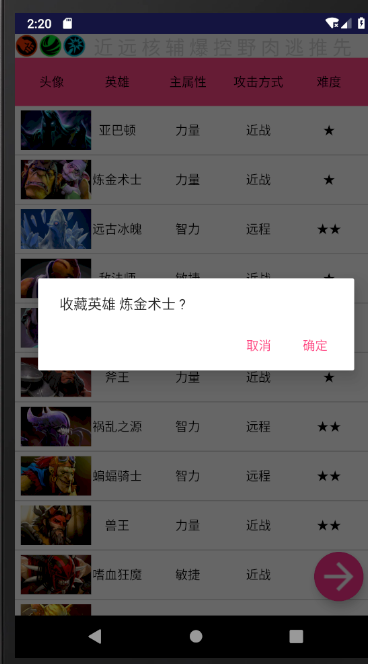 2:20
近 远 核 辅 爆 控 野 肉 逃 推 先
头像 英雄 主属性 攻击方式 难度
亚巴顿 力量 近战 ★
炼金术士 力量 近战 ★
远古冰魄 智力 远程 ★★
敌法师 敏捷 近战 ★
收藏英雄 炼金术士 ?
取消 确定
斧王 力量 近战 ★
祸乱之源 智力 远程 ★★
蝙蝠骑士 智力 远程 ★★
兽王 力量 近战 ★★
嗜血狂魔 敏捷 近战